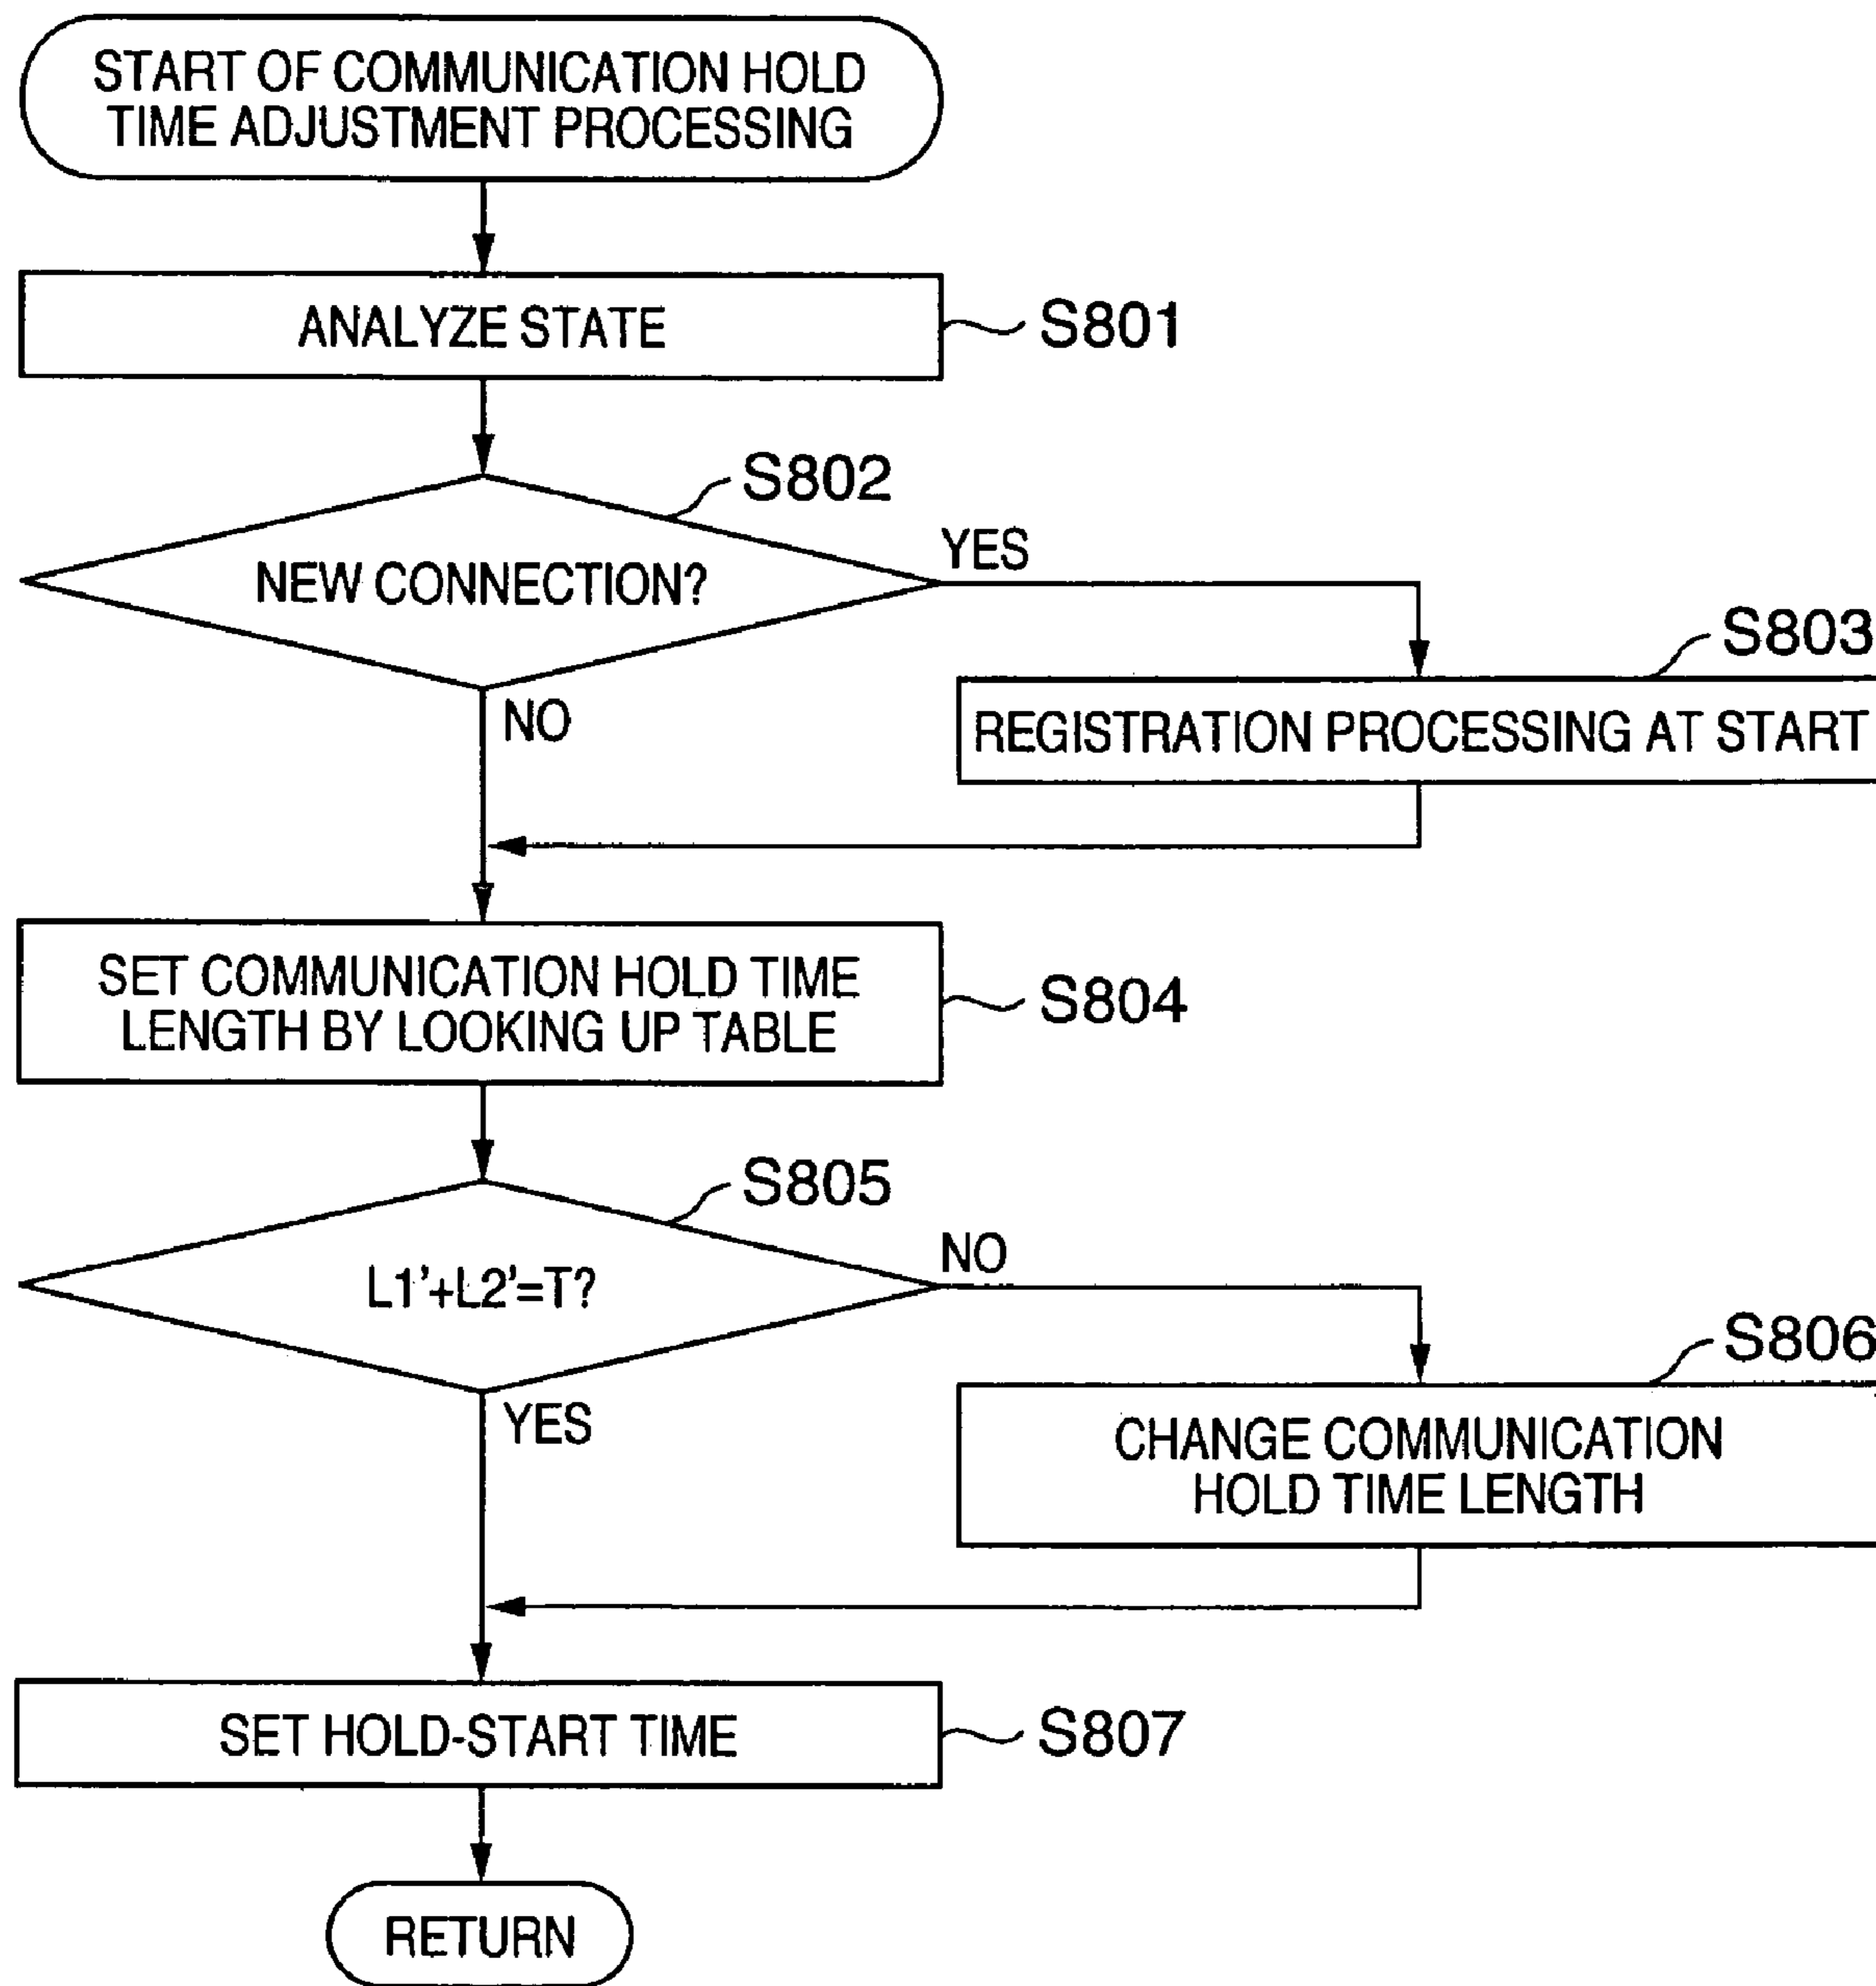 START OF COMMUNICATION HOLD
TIME ADJUSTMENT PROCESSING
ANALYZE STATE
S801
S802
NEW CONNECTION?
YES
NO
S803
REGISTRATION PROCESSING AT START
SET COMMUNICATION HOLD TIME
LENGTH BY LOOKING UP TABLE
S804
S805
L1'+L2'=T?
NO
YES
S806
CHANGE COMMUNICATION
HOLD TIME LENGTH
SET HOLD-START TIME
S807
RETURN